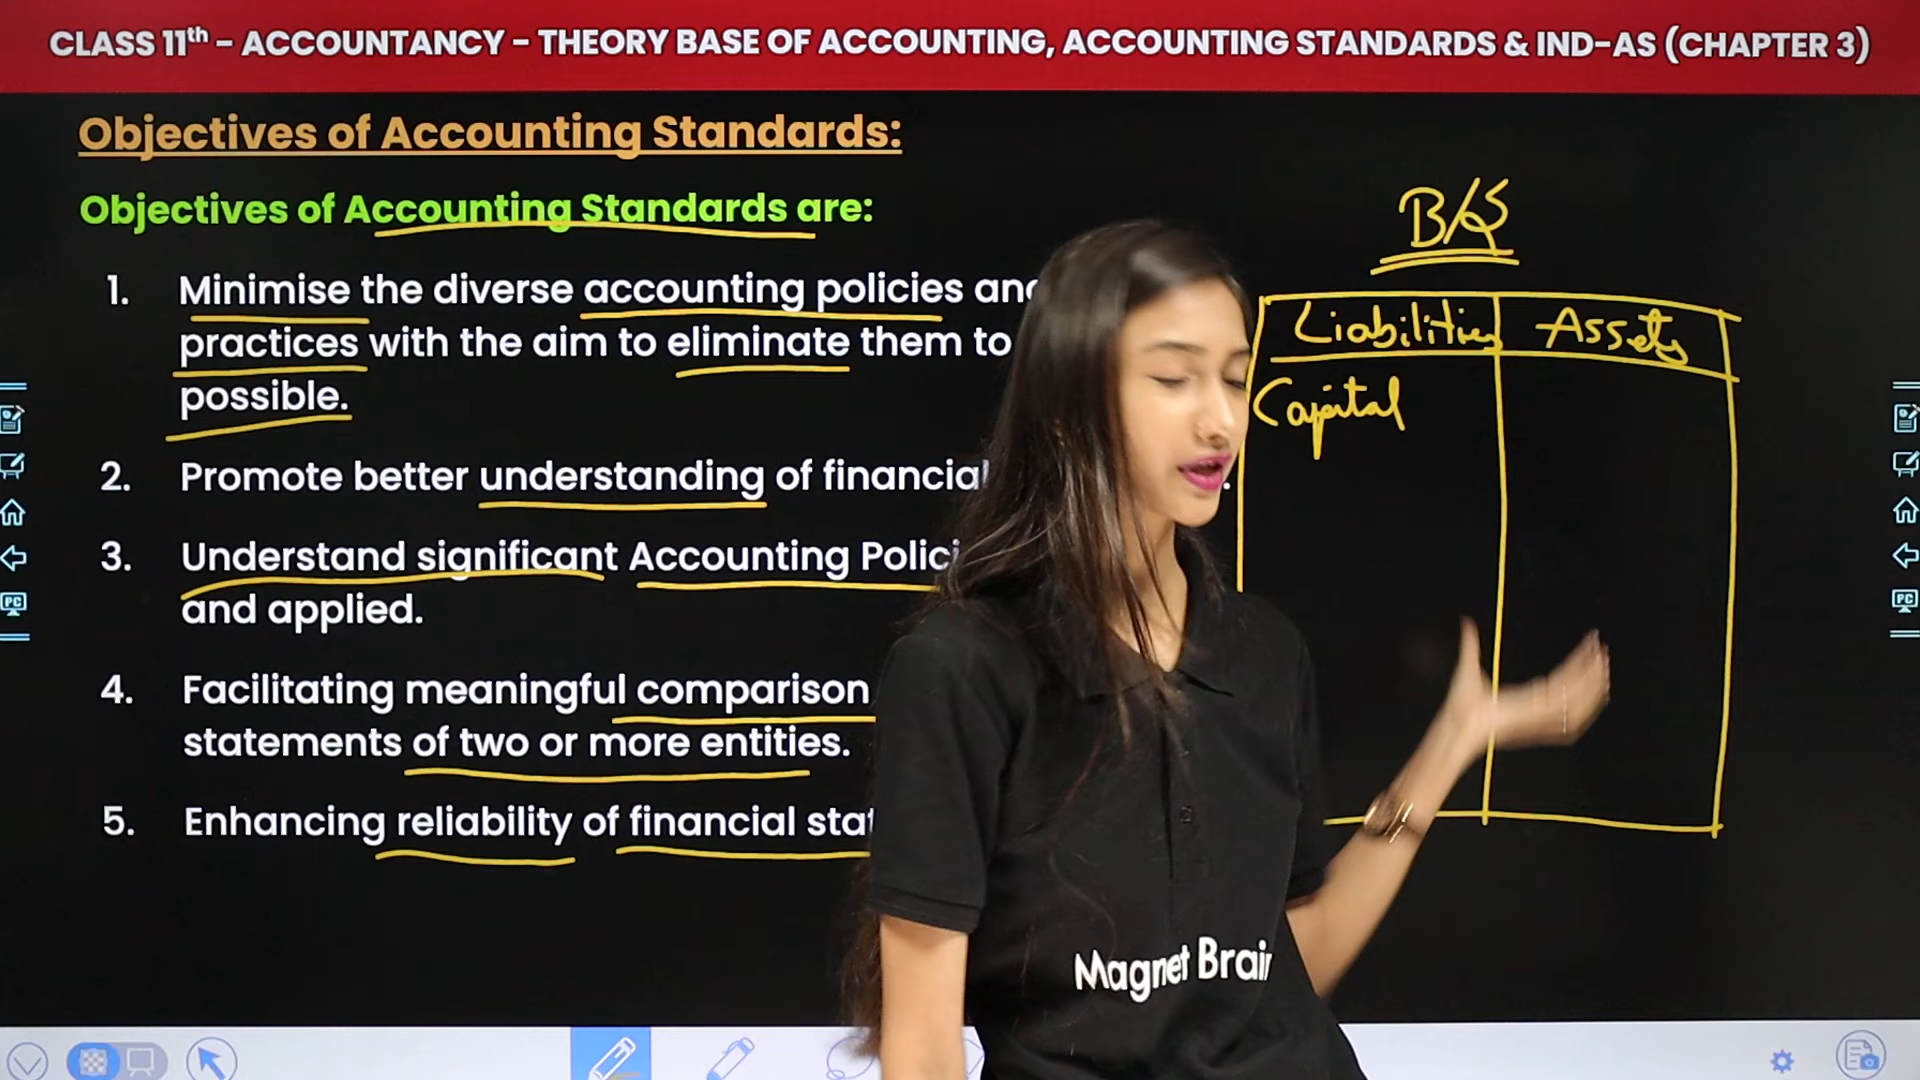 CLASS 11th - ACCOUNTANCY - THEORY BASE OF ACCOUNTING, ACCOUNTING STANDARDS & IND-AS (CHAPTER 3)
Objectives of Accounting Standards:
Objectives of Accounting Standards are:
1. Minimise the diverse accounting policies and
practices with the aim to eliminate them to
possible.
2. Promote better understanding of financial
3. Understand significant Accounting
and applied.
4. Facilitating meaningful comparison
statements of two or more entities.
5. Enhancing reliability of financial
B/S
Liabilities Assets
Capital
Magnet
PC
PC